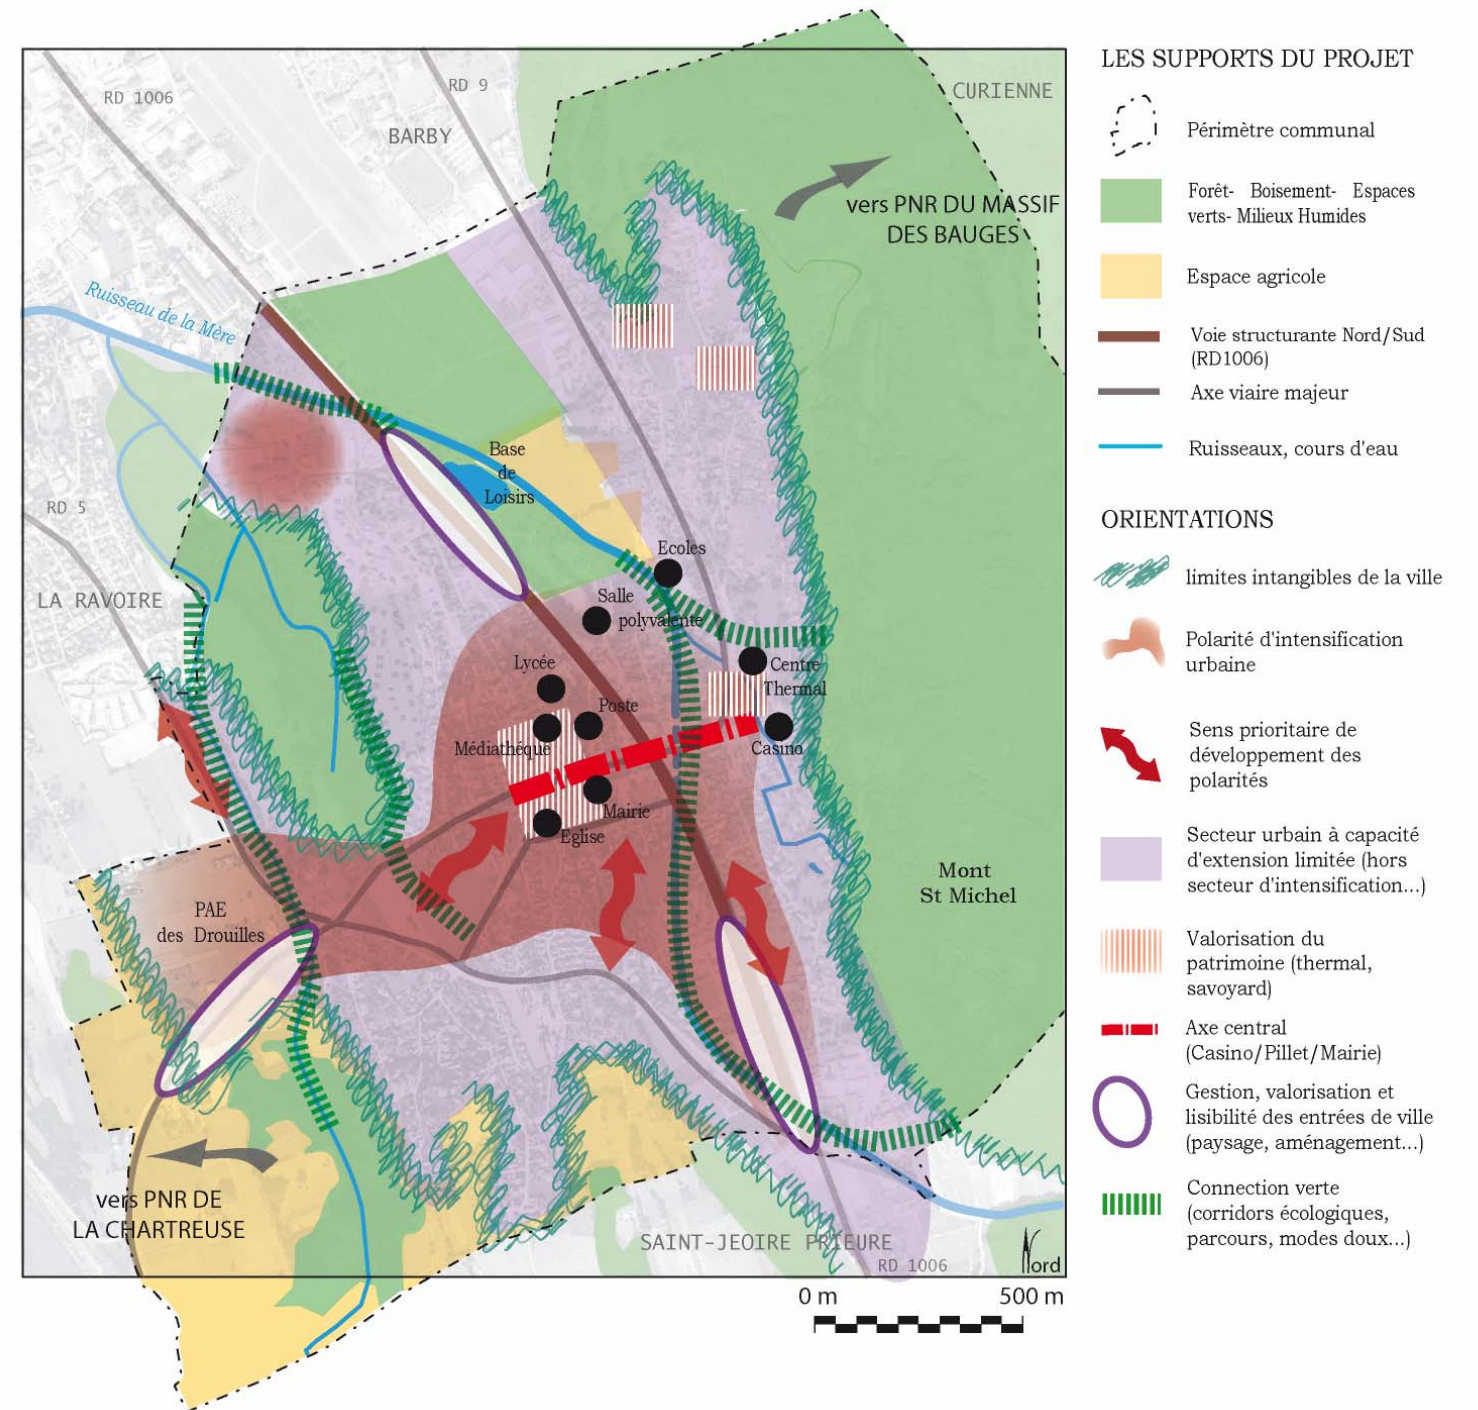 RD 1006
RD 9
BARBY
CURIENNE
vers PNR DU MASSIF
DES BAUGES
Ruisseau de la Mère
Base
de
Loisirs
RD 5
LA RAVOIRE
Ecoles
Salle
polyvalente
Lycée
Centre
Thermal
Poste
Médiathéque
Casino
Mairie
Eglise
Mont
St Michel
PAE
des Drouilles
vers PNR DE
LA CHARTREUSE
SAINT-JEOIRE PRIEURE
RD 1006
Nord
0 m
500 m
LES SUPPORTS DU PROJET
Périmètre communal
Forêt- Boisement- Espaces
verts- Milieux Humides
Espace agricole
Voie structurante Nord/Sud
(RD1006)
Axe viaire majeur
Ruisseaux, cours d'eau
ORIENTATIONS
limites intangibles de la ville
Polarité d'intensification
urbaine
Sens prioritaire de
développement des
polarités
Secteur urbain à capacité
d'extension limitée (hors
secteur d'intensification...)
Valorisation du
patrimoine (thermal,
savoyard)
Axe central
(Casino/Pillet/Mairie)
Gestion, valorisation et
lisibilité des entrées de ville
(paysage, aménagement...)
Connection verte
(corridors écologiques,
parcours, modes doux...)